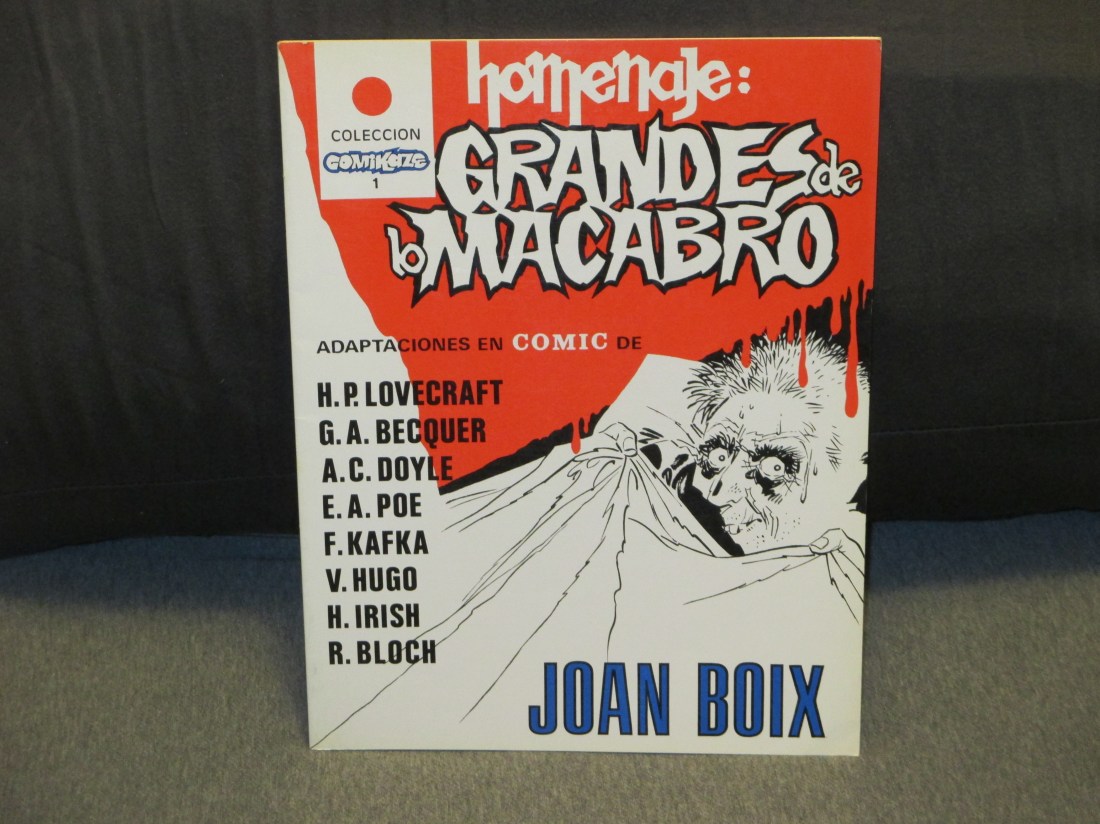 homenaje:
COLECCION
COMIKAZE
1
GRANDES de
lo MACABRO
ADAPTACIONES EN COMIC DE
H. P. LOVECRAFT
G. A. BECQUER
A. C. DOYLE
E. A. POE
F. KAFKA
V. HUGO
H. IRISH
R. BLOCH
JOAN BOIX